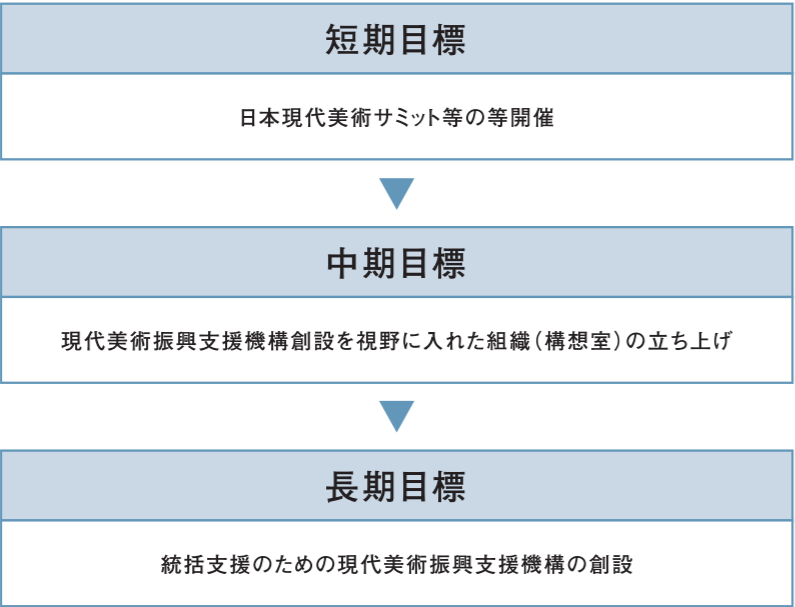 短期目標
日本現代美術サミット等の等開催
中期目標
現代美術振興支援機構創設を視野に入れた組織（構想室）の立ち上げ
長期目標
統括支援のための現代美術振興支援機構の創設